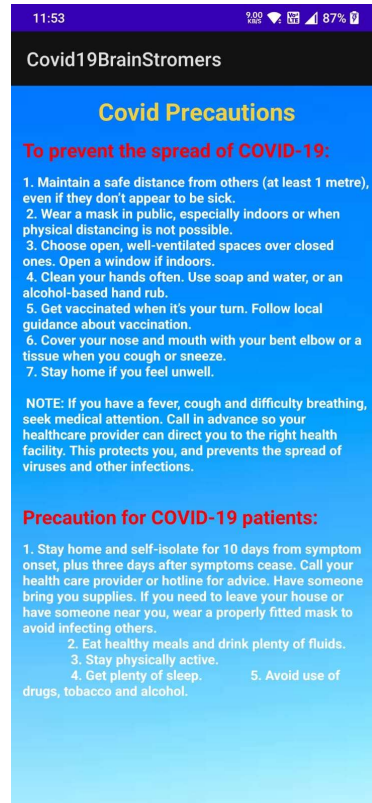 11:53 9.00 KB/S 87%
Covid19BrainStromers
Covid Precautions
To prevent the spread of COVID-19:
1. Maintain a safe distance from others (at least 1 metre),
even if they don't appear to be sick.
2. Wear a mask in public, especially indoors or when
physical distancing is not possible.
3. Choose open, well-ventilated spaces over closed
ones. Open a window if indoors.
4. Clean your hands often. Use soap and water, or an
alcohol-based hand rub.
5. Get vaccinated when it's your turn. Follow local
guidance about vaccination.
6. Cover your nose and mouth with your bent elbow or a
tissue when you cough or sneeze.
7. Stay home if you feel unwell.
NOTE: If you have a fever, cough and difficulty breathing,
seek medical attention. Call in advance so your
healthcare provider can direct you to the right health
facility. This protects you, and prevents the spread of
viruses and other infections.
Precaution for COVID-19 patients:
1. Stay home and self-isolate for 10 days from symptom
onset, plus three days after symptoms cease. Call your
health care provider or hotline for advice. Have someone
bring you supplies. If you need to leave your house or
have someone near you, wear a properly fitted mask to
avoid infecting others.
2. Eat healthy meals and drink plenty of fluids.
3. Stay physically active.
4. Get plenty of sleep. 5. Avoid use of
drugs, tobacco and alcohol.